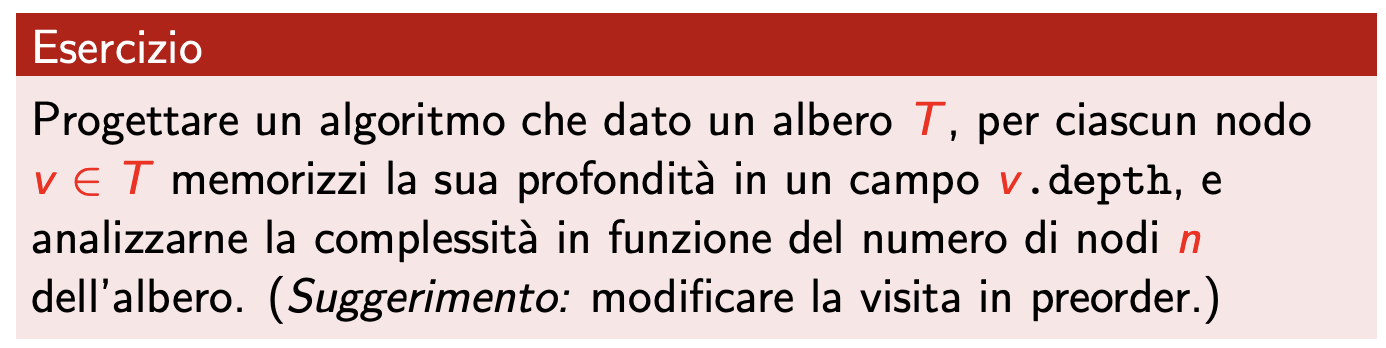 Esercizio
Progettare un algoritmo che dato un albero T, per ciascun nodo
v ∈ T memorizzi la sua profondità in un campo v.depth, e
analizzarne la complessità in funzione del numero di nodi n
dell'albero. (Suggerimento: modificare la visita in preorder.)